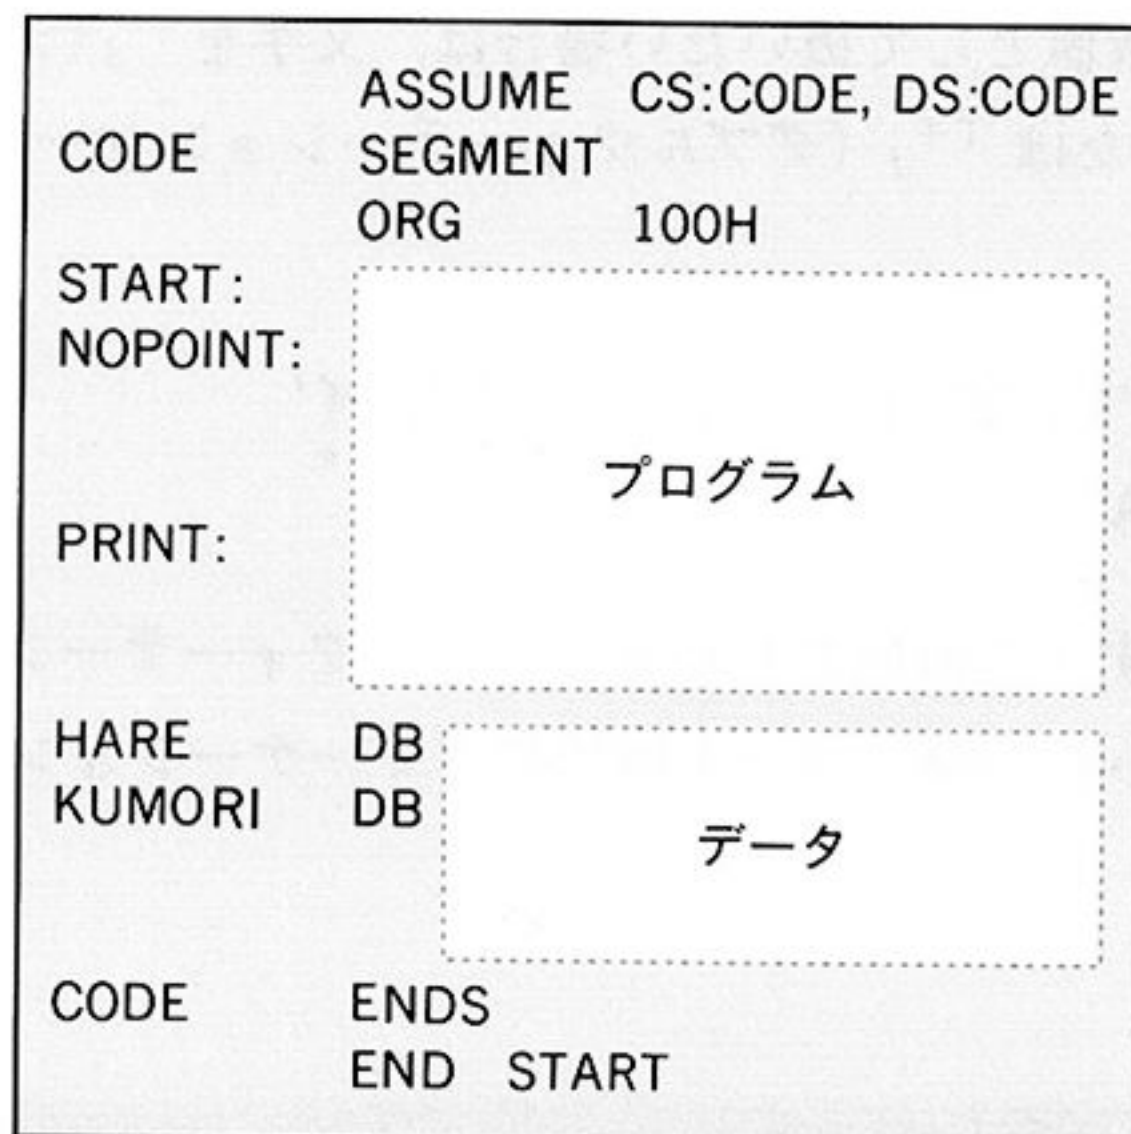 ASSUME CS:CODE, DS:CODE
CODE SEGMENT
ORG 100H
START:
NOPOINT:
プログラム
PRINT:
HARE DB
KUMORI DB
データ
CODE ENDS
END START